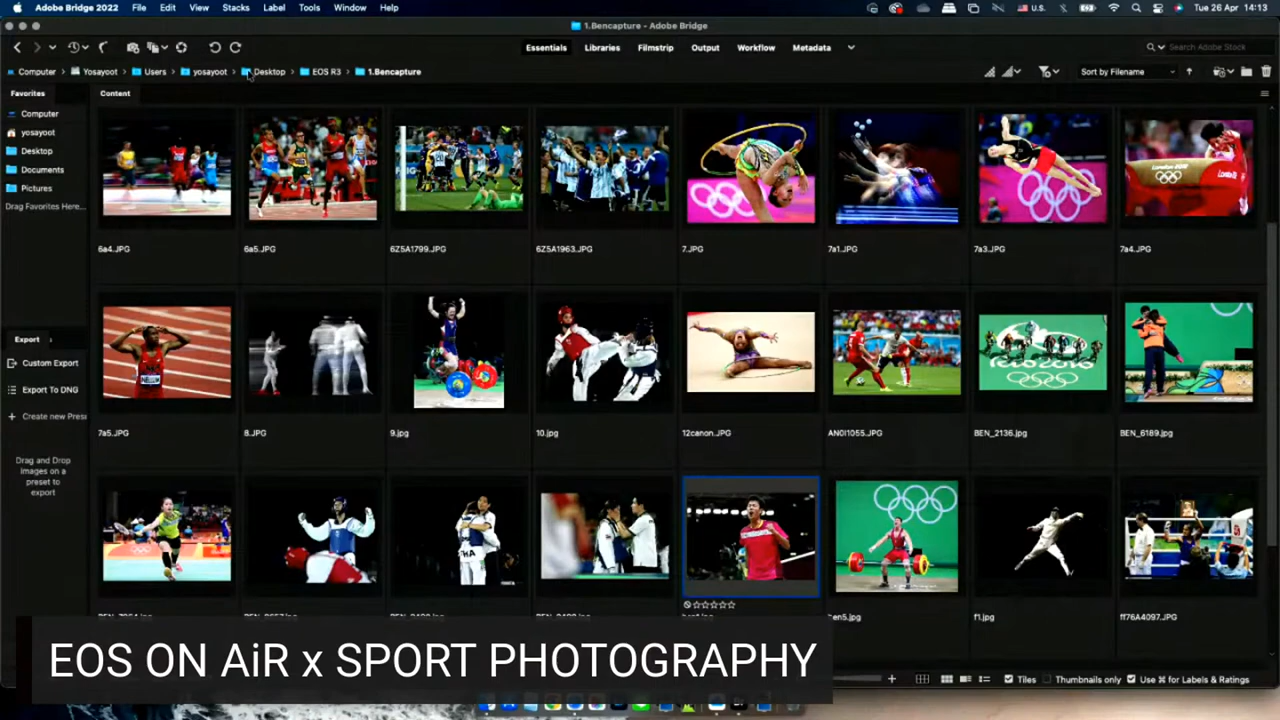 Adobe Bridge 2022 File Edit View Stacks Label Tools Window Help U.S. Tue 26 Apr 14:13
1.Bencapture - Adobe Bridge
Essentials Libraries Filmstrip Output Workflow Metadata Search Adobe Stock
Computer Yosayoot Users yosayoot Desktop EOS R3 1.Bencapture Sort by Filename
Favorites Content
Computer
yosayoot
Desktop
Documents
Pictures
Drag Favorites Here...
6a4.JPG 6a5.JPG 6Z5A1799.JPG 6Z5A1963.JPG 7.JPG 7a1.JPG 7a3.JPG 7a4.JPG
Export
Custom Export
Export To DNG
Create new Prese
Drag and Drop
Images on a
preset to
export
7a5.JPG 8.JPG 9.jpg 10.jpg 12canon.JPG AN0I1055.JPG BEN_2136.jpg BEN_6189.jpg
f1.jpg ff76A4097.JPG
EOS ON AiR x SPORT PHOTOGRAPHY
Tiles Thumbnails only Use ⌘ for Labels & Ratings